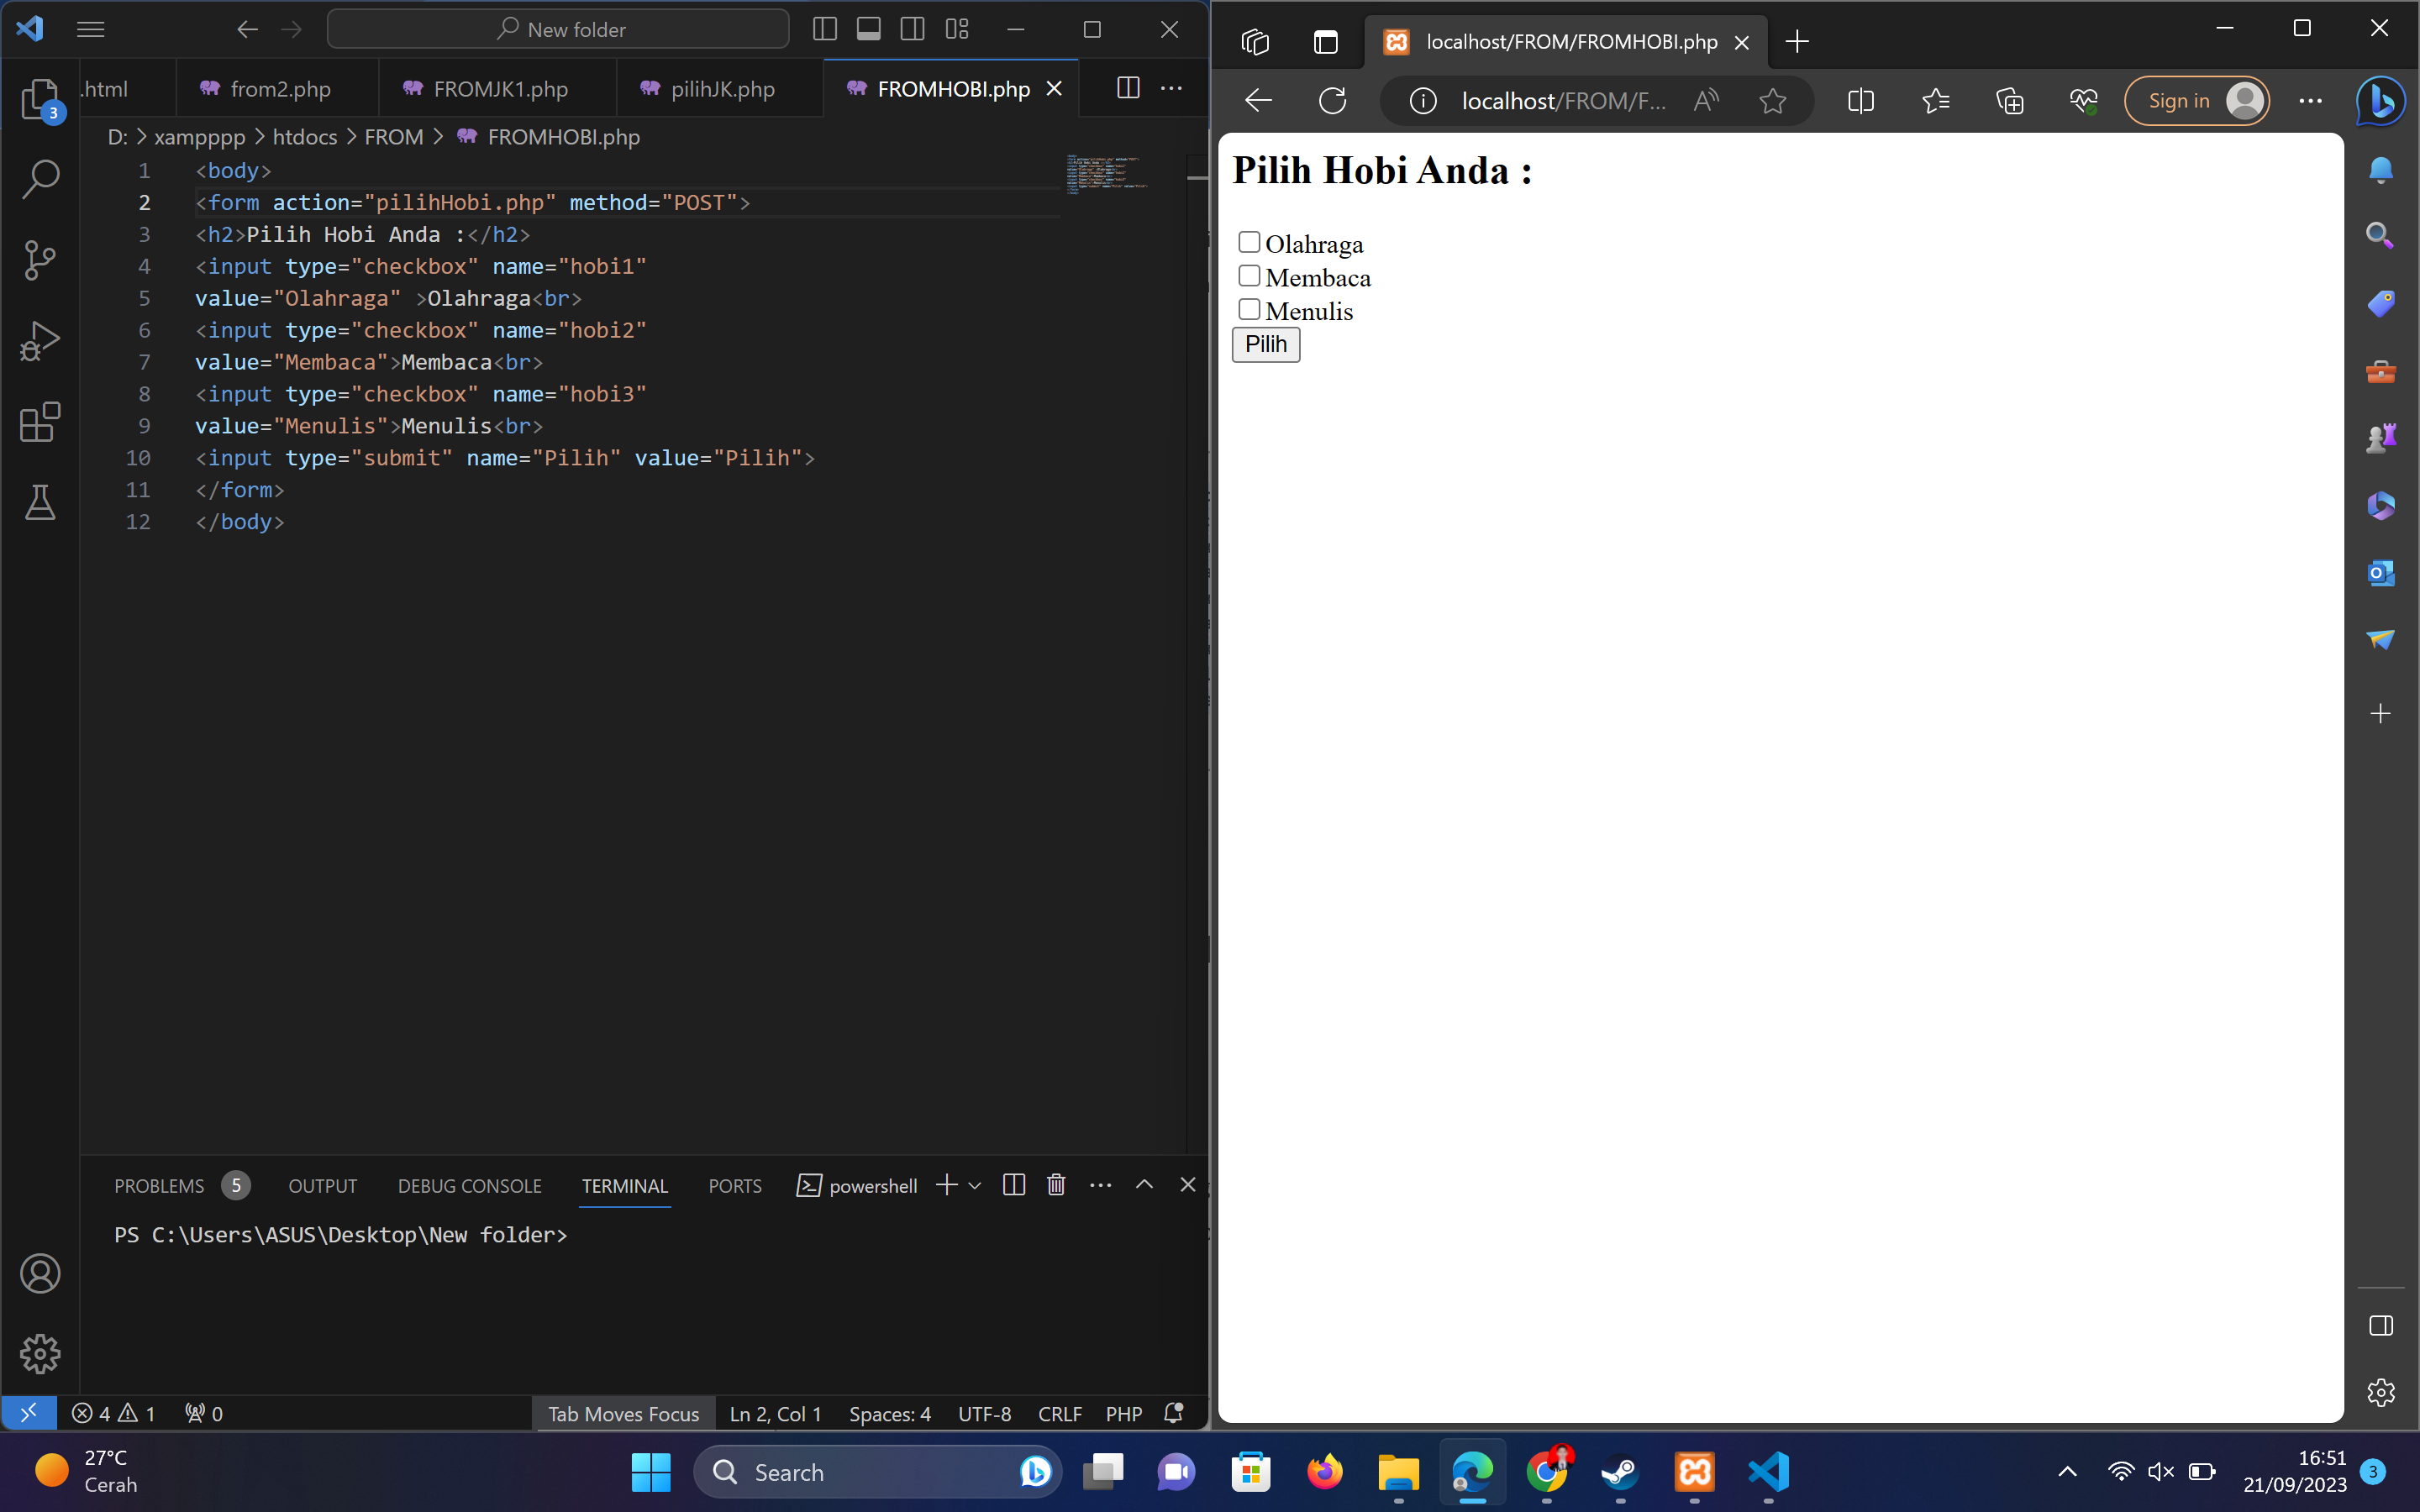 New folder
.html
from2.php
FROMJK1.php
pilihJK.php
FROMHOBI.php
D: > xampppp > htdocs > FROM > FROMHOBI.php
1 <body>
2 <form action="pilihHobi.php" method="POST">
3 <h2>Pilih Hobi Anda :</h2>
4 <input type="checkbox" name="hobi1"
5 value="Olahraga" >Olahraga<br>
6 <input type="checkbox" name="hobi2"
7 value="Membaca">Membaca<br>
8 <input type="checkbox" name="hobi3"
9 value="Menulis">Menulis<br>
10 <input type="submit" name="Pilih" value="Pilih">
11 </form>
12 </body>
3
PROBLEMS 5 OUTPUT DEBUG CONSOLE TERMINAL PORTS powershell
PS C:\Users\ASUS\Desktop\New folder>
4 1 0 Tab Moves Focus Ln 2, Col 1 Spaces: 4 UTF-8 CRLF PHP
localhost/FROM/FROMHOBI.php
localhost/FROM/F... Sign in
Pilih Hobi Anda :
Olahraga
Membaca
Menulis
Pilih
27°C
Cerah
Search
16:51
21/09/2023
3